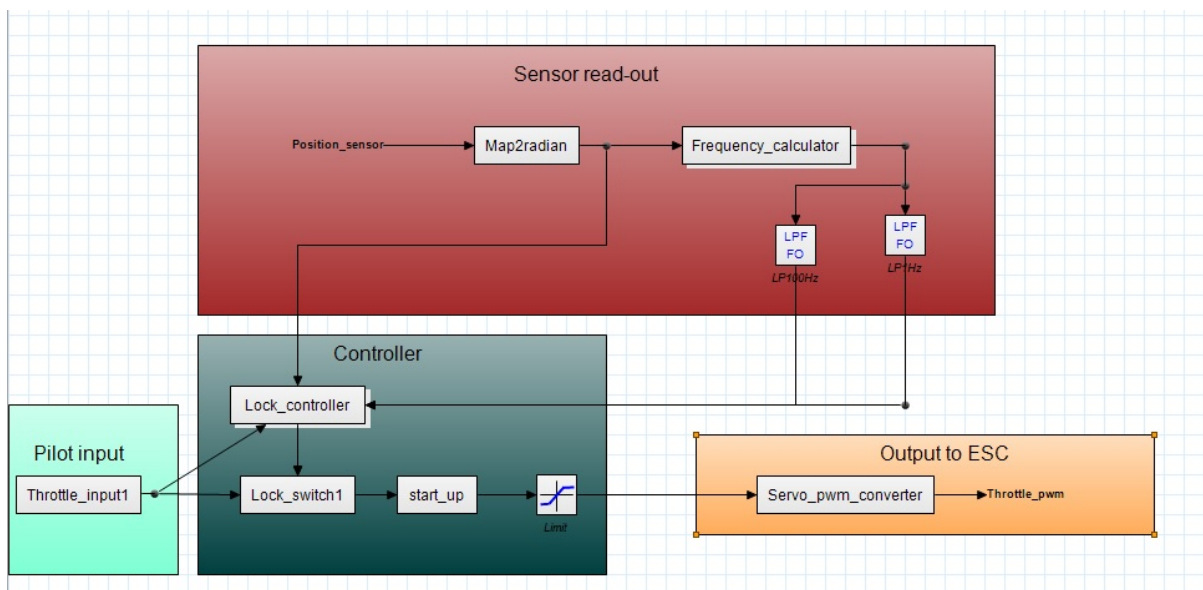 Sensor read-out
Position_sensor
Map2radian
Frequency_calculator
LPF
FO
LP100Hz
LPF
FO
LP1Hz
Controller
Lock_controller
Pilot input
Throttle_input1
Lock_switch1
start_up
Limit
Output to ESC
Servo_pwm_converter
Throttle_pwm